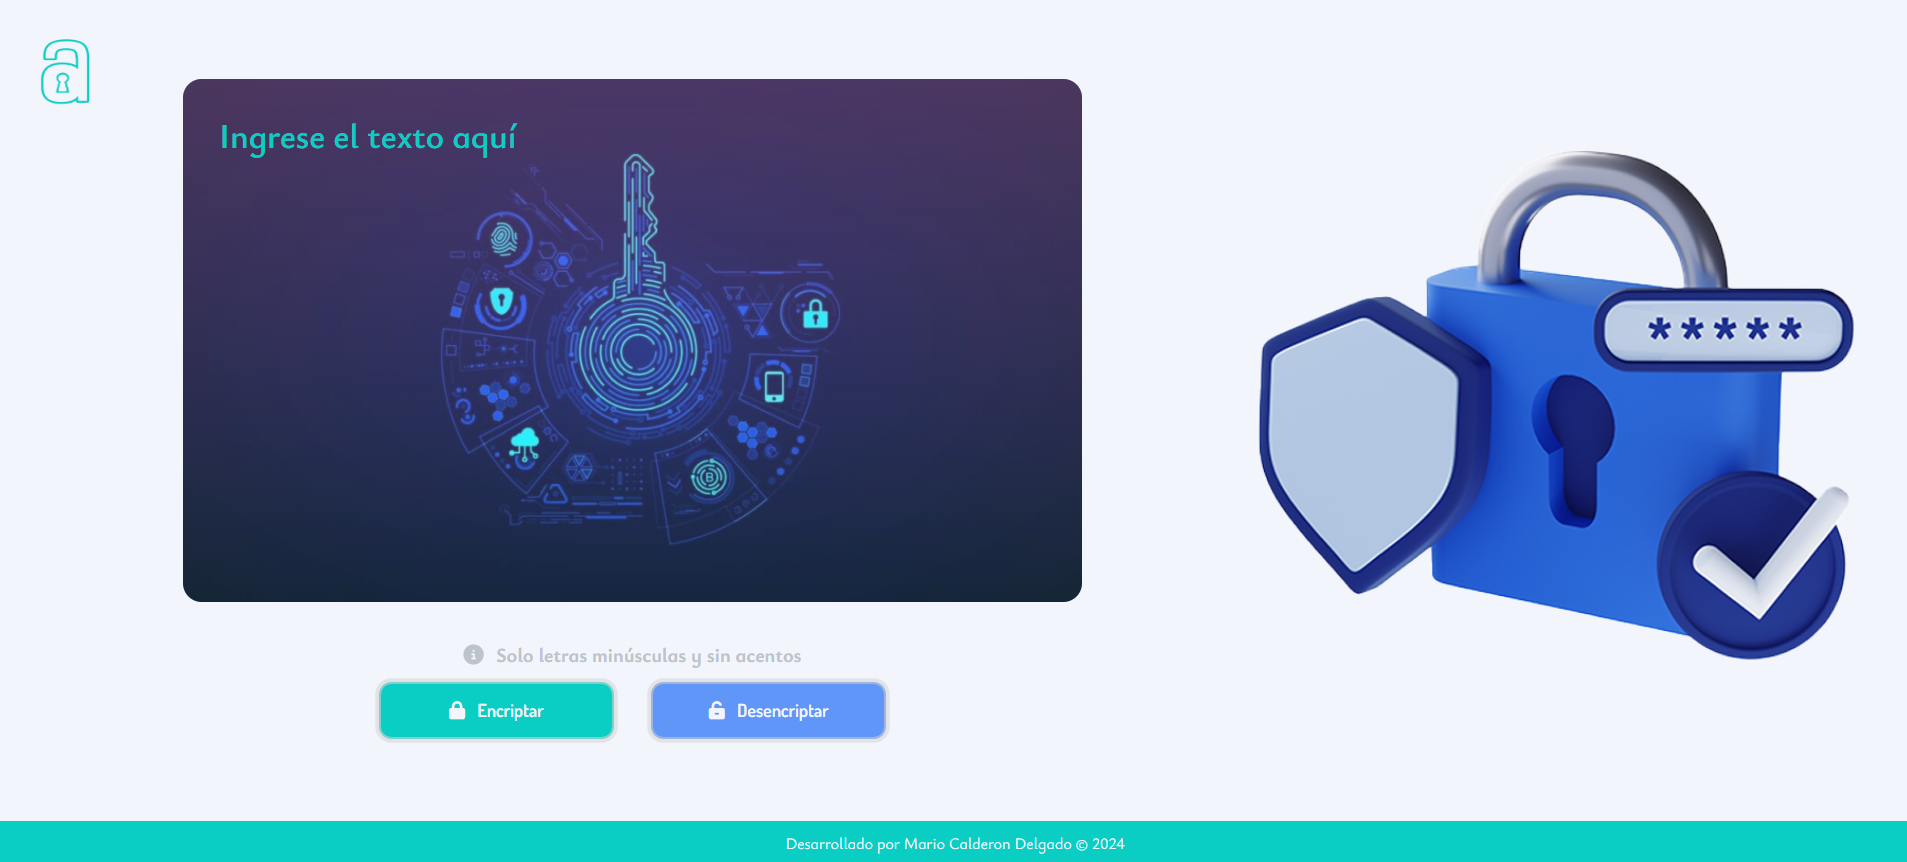 a
Ingrese el texto aquí
B
*****
Solo letras minúsculas y sin acentos
Encriptar
Desencriptar
Desarrollado por Mario Calderon Delgado © 2024